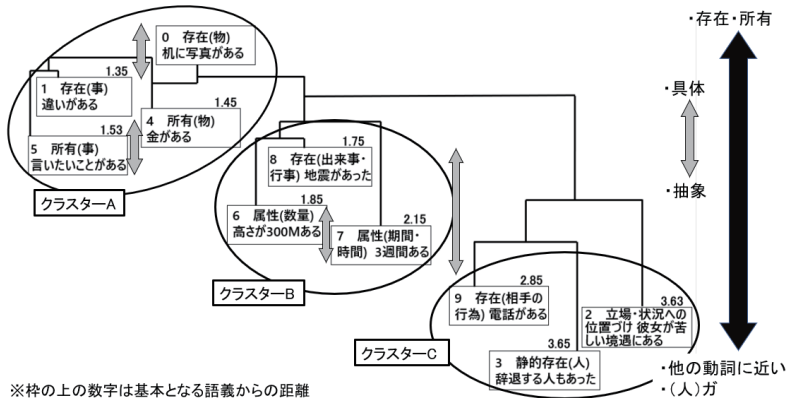 0 存在(物)
机に写真がある
1.35
1 存在(事)
違いがある
1.45
4 所有(物)
金がある
1.53
5 所有(事)
言いたいことがある
クラスターA
1.75
8 存在(出来事・
行事) 地震があった
1.85
6 属性(数量)
高さが300Mある
2.15
7 属性(期間・
時間) 3週間ある
クラスターB
2.85
9 存在(相手の
行為) 電話がある
3.63
2 立場・状況への
位置づけ 彼女が苦
しい境遇にある
3.65
3 静的存在(人)
辞退する人もあった
クラスターC
・存在・所有
・具体
・抽象
・他の動詞に近い
・(人)ガ
※枠の上の数字は基本となる語義からの距離